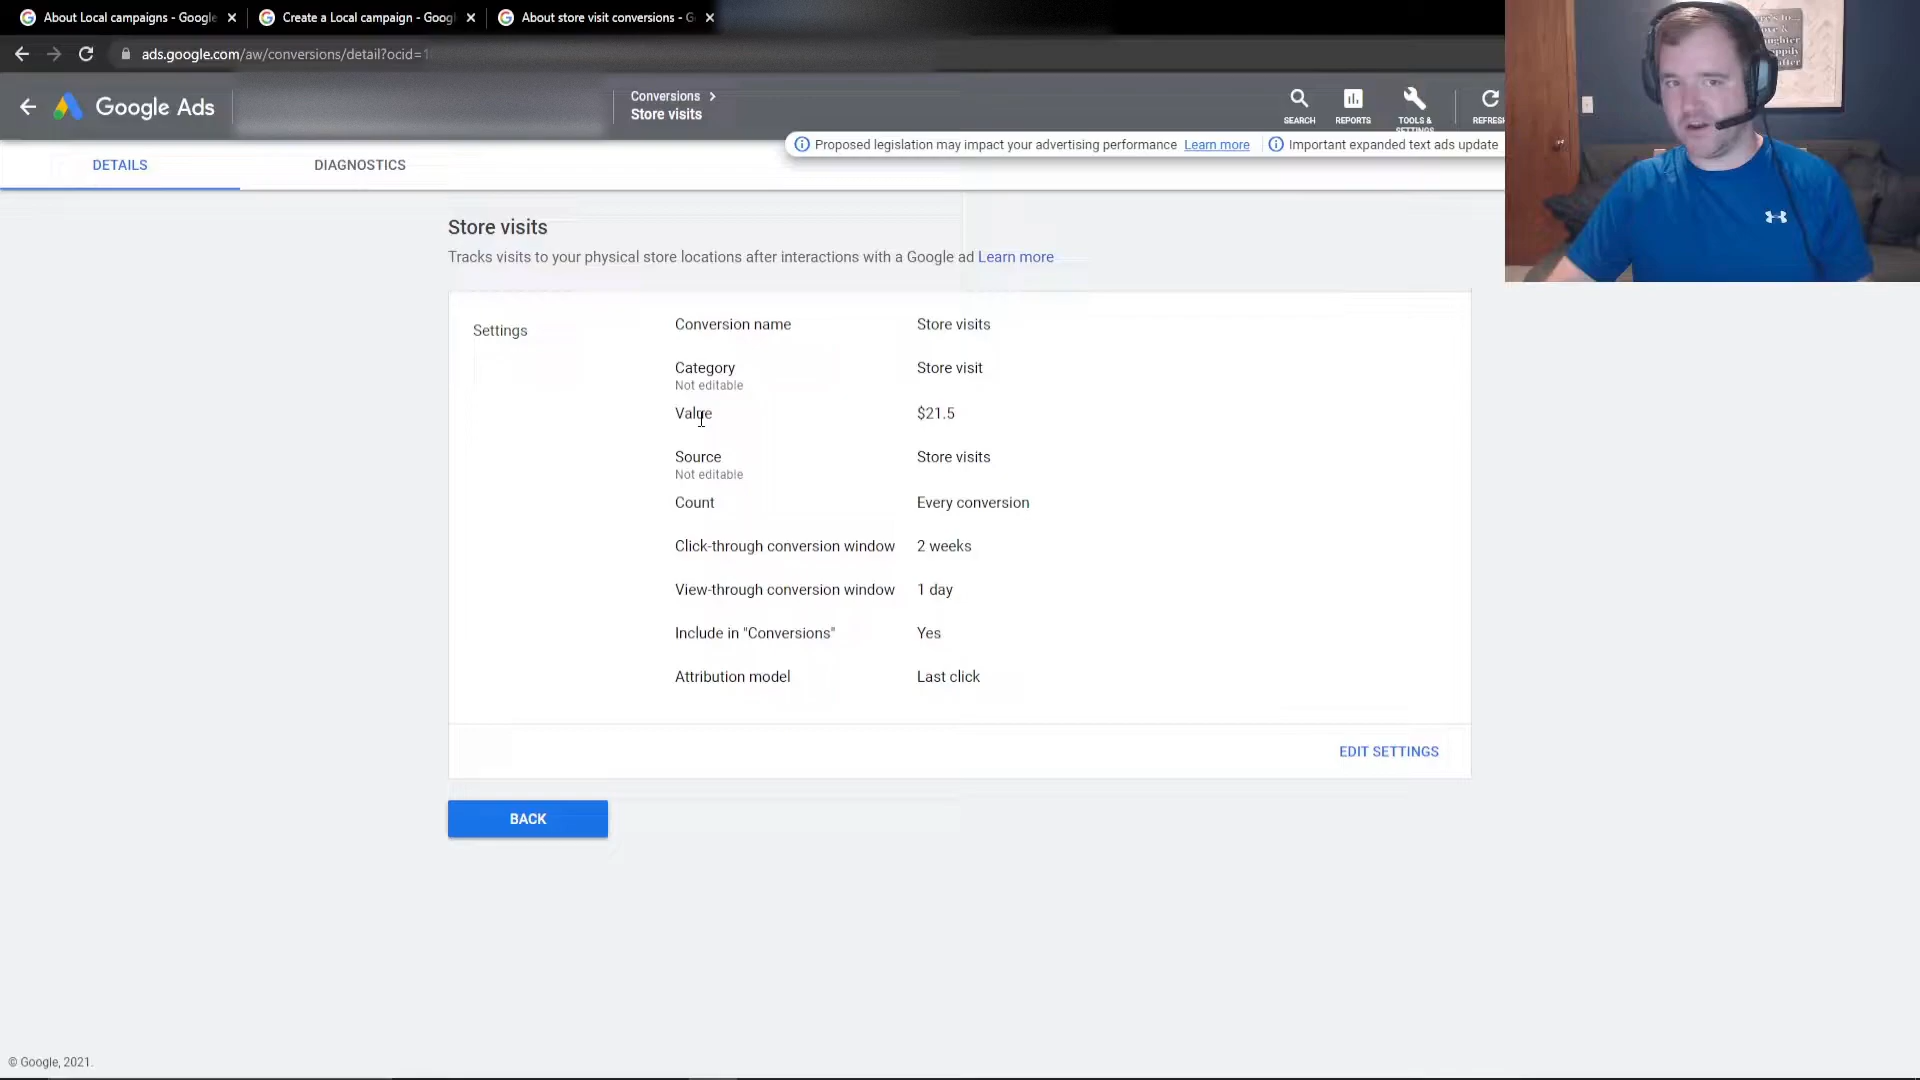 About Local campaigns - Google
Create a Local campaign - Googl
About store visit conversions - G
ads.google.com/aw/conversions/detail?ocid=1
Google Ads
Conversions
Store visits
SEARCH
REPORTS
TOOLS &
SETTINGS
REFRESH
Proposed legislation may impact your advertising performance Learn more
Important expanded text ads update
DETAILS
DIAGNOSTICS
Store visits
Tracks visits to your physical store locations after interactions with a Google ad Learn more
Settings
Conversion name Store visits
Category Store visit
Not editable
Value $21.5
Source Store visits
Not editable
Count Every conversion
Click-through conversion window 2 weeks
View-through conversion window 1 day
Include in "Conversions" Yes
Attribution model Last click
EDIT SETTINGS
BACK
© Google, 2021.